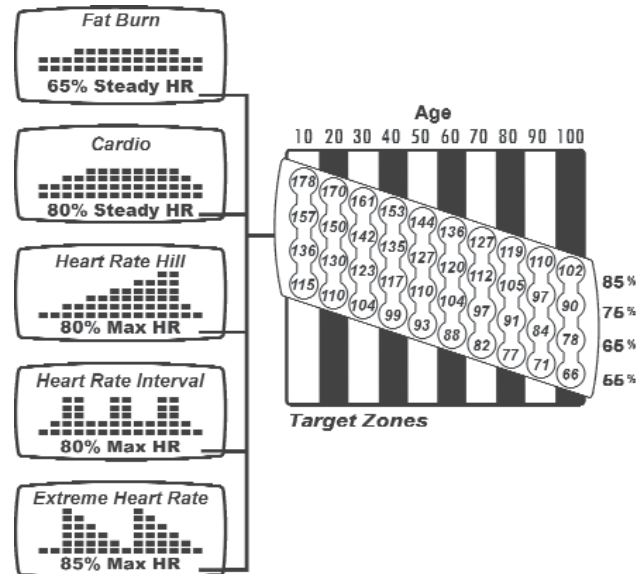 Fat Burn
65% Steady HR
Cardio
80% Steady HR
Heart Rate Hill
80% Max HR
Heart Rate Interval
80% Max HR
Extreme Heart Rate
85% Max HR
Age
10 20 30 40 50 60 70 80 90 100
178 170 161 153 144 136 127 119 110 102 85%
157 150 142 135 127 120 112 105 97 90 75%
136 130 123 117 110 104 97 91 84 78 65%
115 110 104 99 93 88 82 77 71 66 55%
Target Zones